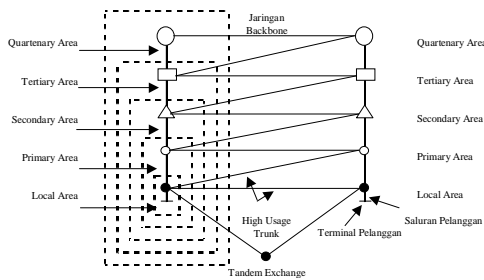 Jaringan
Backbone
Quartenary Area
Quartenary Area
Tertiary Area
Tertiary Area
Secondary Area
Secondary Area
Primary Area
Primary Area
Local Area
Local Area
High Usage
Trunk
Saluran Pelanggan
Terminal Pelanggan
Tandem Exchange